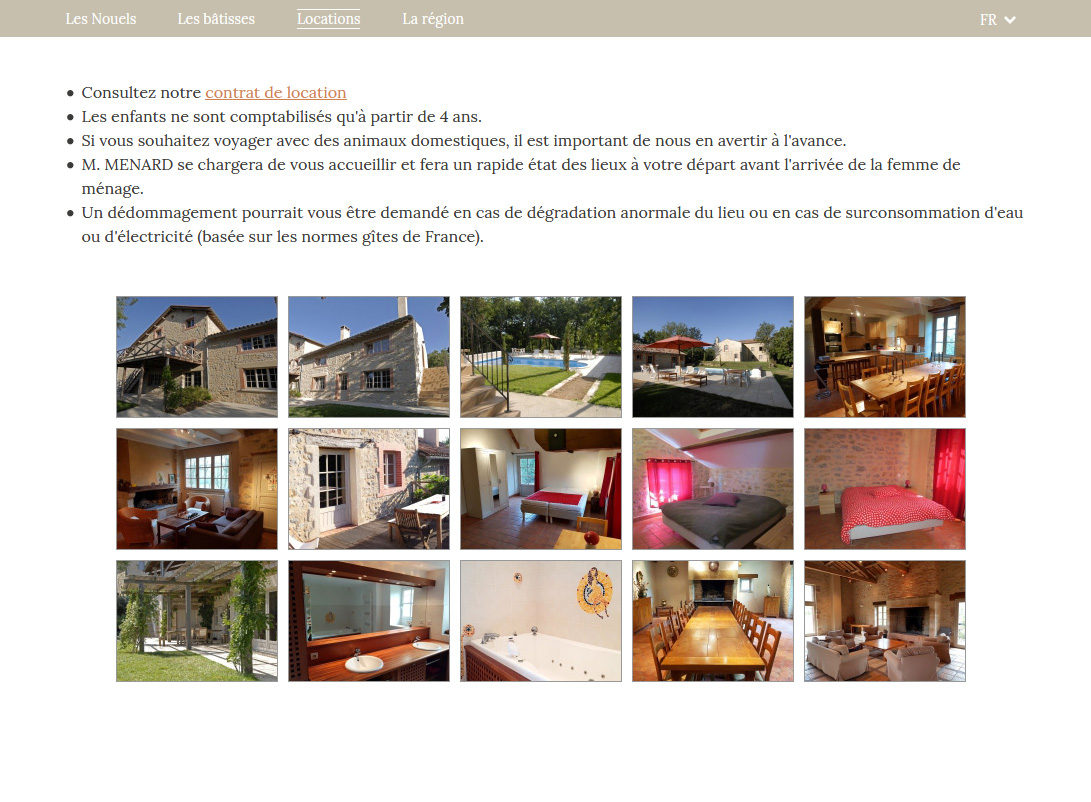 Les Nouels Les bâtisses Locations La région FR
Consultez notre contrat de location
Les enfants ne sont comptabilisés qu'à partir de 4 ans.
Si vous souhaitez voyager avec des animaux domestiques, il est important de nous en avertir à l'avance.
M. MENARD se chargera de vous accueillir et fera un rapide état des lieux à votre départ avant l'arrivée de la femme de
ménage.
Un dédommagement pourrait vous être demandé en cas de dégradation anormale du lieu ou en cas de surconsommation d'eau
ou d'électricité (basée sur les normes gîtes de France).